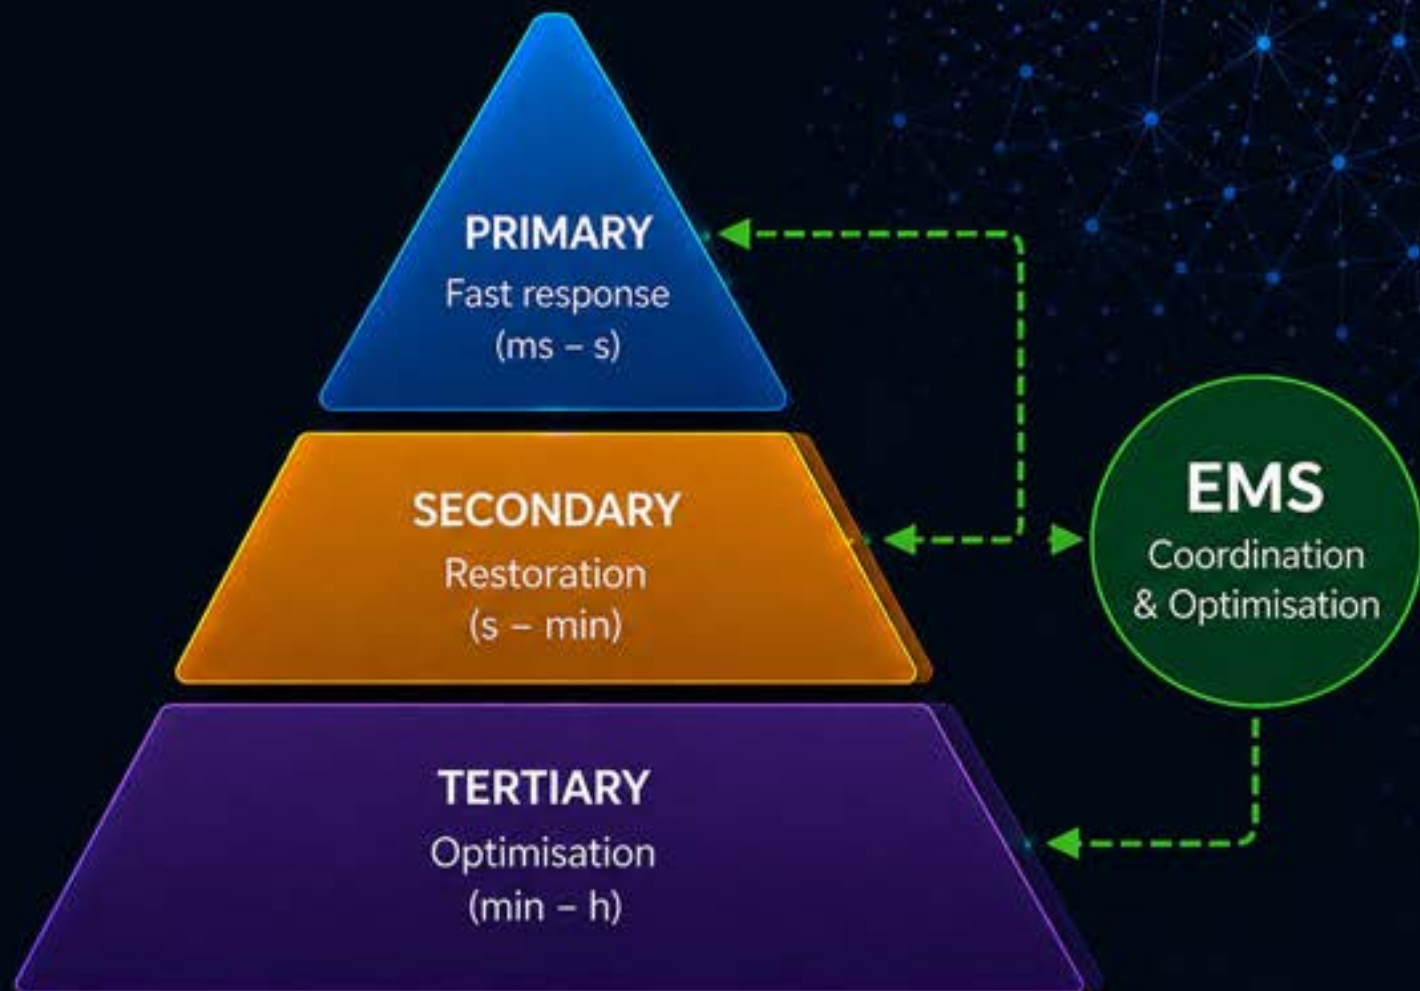 PRIMARY
Fast response
(ms – s)
SECONDARY
Restoration
(s – min)
TERTIARY
Optimisation
(min – h)
EMS
Coordination
& Optimisation